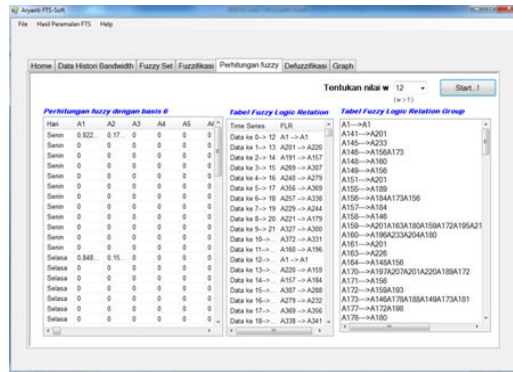 Aryanti FTS-Soft
File Hasil Peramalan FTS Help
Home Data Histori Bandwidth Fuzzy Set Fuzzifikasi Perhitungan fuzzy Defuzzifikasi Graph
Tentukan nilai w 12 Start...!
(w > 1)
Perhitungan fuzzy dengan basis 6
Hari A1 A2 A3 A4 A5
Senin 0,822... 0,17... 0 0 0 0
Senin 0 0 0 0 0 0
Senin 0 0 0 0 0 0
Senin 0 0 0 0 0 0
Senin 0 0 0 0 0 0
Senin 0 0 0 0 0 0
Senin 0 0 0 0 0 0
Senin 0 0 0 0 0 0
Senin 0 0 0 0 0 0
Senin 0 0 0 0 0 0
Senin 0 0 0 0 0 0
Senin 0 0 0 0 0 0
Selasa 0,848... 0,15... 0 0 0 0
Selasa 0 0 0 0 0 0
Selasa 0 0 0 0 0 0
Selasa 0 0 0 0 0 0
Selasa 0 0 0 0 0 0
Selasa 0 0 0 0 0 0
Tabel Fuzzy Logic Relation
Time Series FLR
Data ke 0--> 12 A1 --> A1
Data ke 1--> 13 A201 --> A220
Data ke 2--> 14 A191 --> A157
Data ke 3--> 15 A269 --> A307
Data ke 4--> 16 A240 --> A279
Data ke 5--> 17 A356 --> A369
Data ke 6--> 18 A257 --> A338
Data ke 7--> 19 A229 --> A244
Data ke 8--> 20 A221 --> A179
Data ke 9--> 21 A327 --> A300
Data ke 10-->... A372 --> A331
Data ke 11-->... A160 --> A196
Data ke 12-->... A1 --> A1
Data ke 13-->... A220 --> A159
Data ke 14-->... A157 --> A164
Data ke 15-->... A307 --> A288
Data ke 16-->... A279 --> A232
Data ke 17-->... A369 --> A356
Data ke 18-->... A338 --> A341
Tabel Fuzzy Logic Relation Group
A1--->A1
A141--->A201
A145--->A233
A146--->A156A173
A148--->A160
A149--->A156
A151--->A201
A155--->A189
A156--->A184A173A156
A157--->A184
A158--->A146
A159--->A201A163A180A159A172A195A21
A160--->A196A233A204A180
A161--->A201
A163--->A226
A164--->A148A156
A170--->A197A207A201A220A189A172
A171--->A156
A172--->A159A193
A173--->A146A178A188A149A173A181
A177--->A172A198
A178--->A180